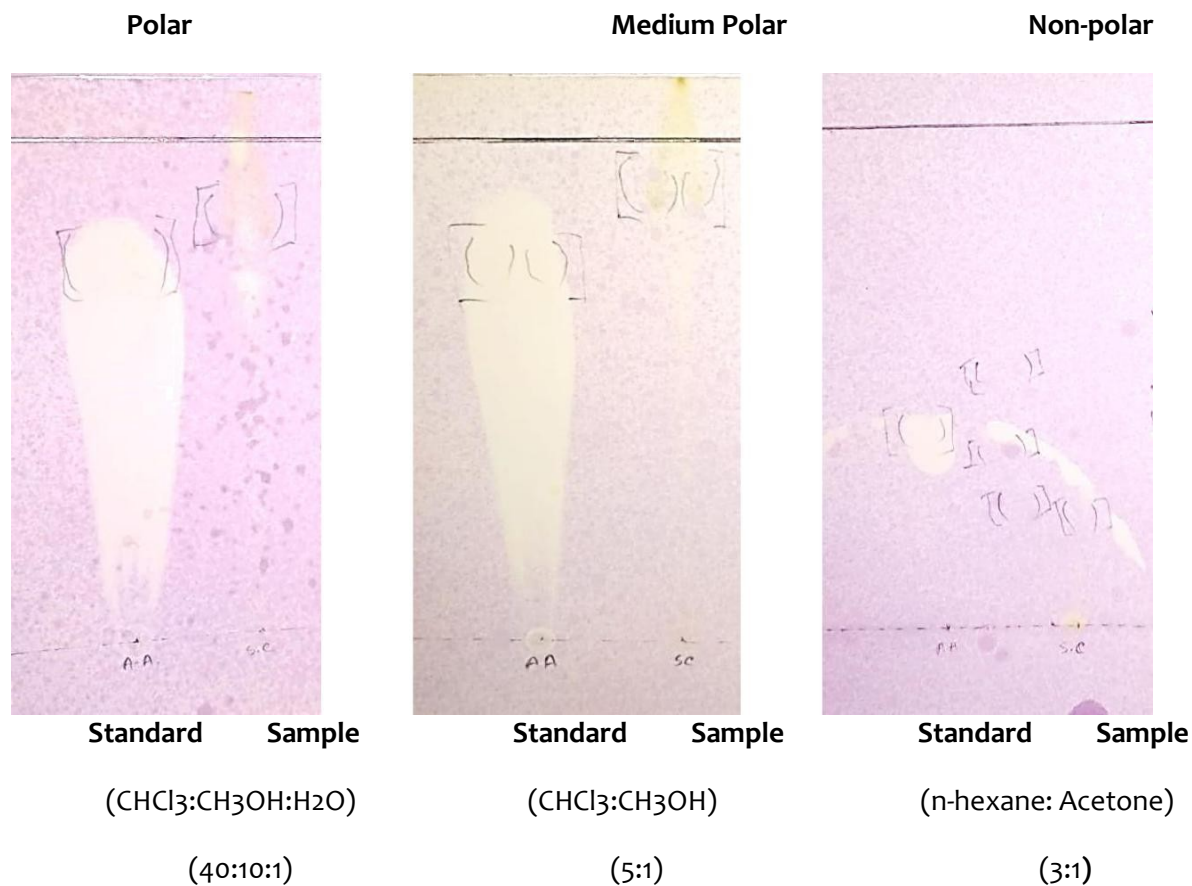 Polar Medium Polar Non-polar
A-A. S.C
AA SC
AA S.C
Standard Sample Standard Sample Standard Sample
(CHCl3:CH3OH:H2O) (CHCl3:CH3OH) (n-hexane: Acetone)
(40:10:1) (5:1) (3:1)